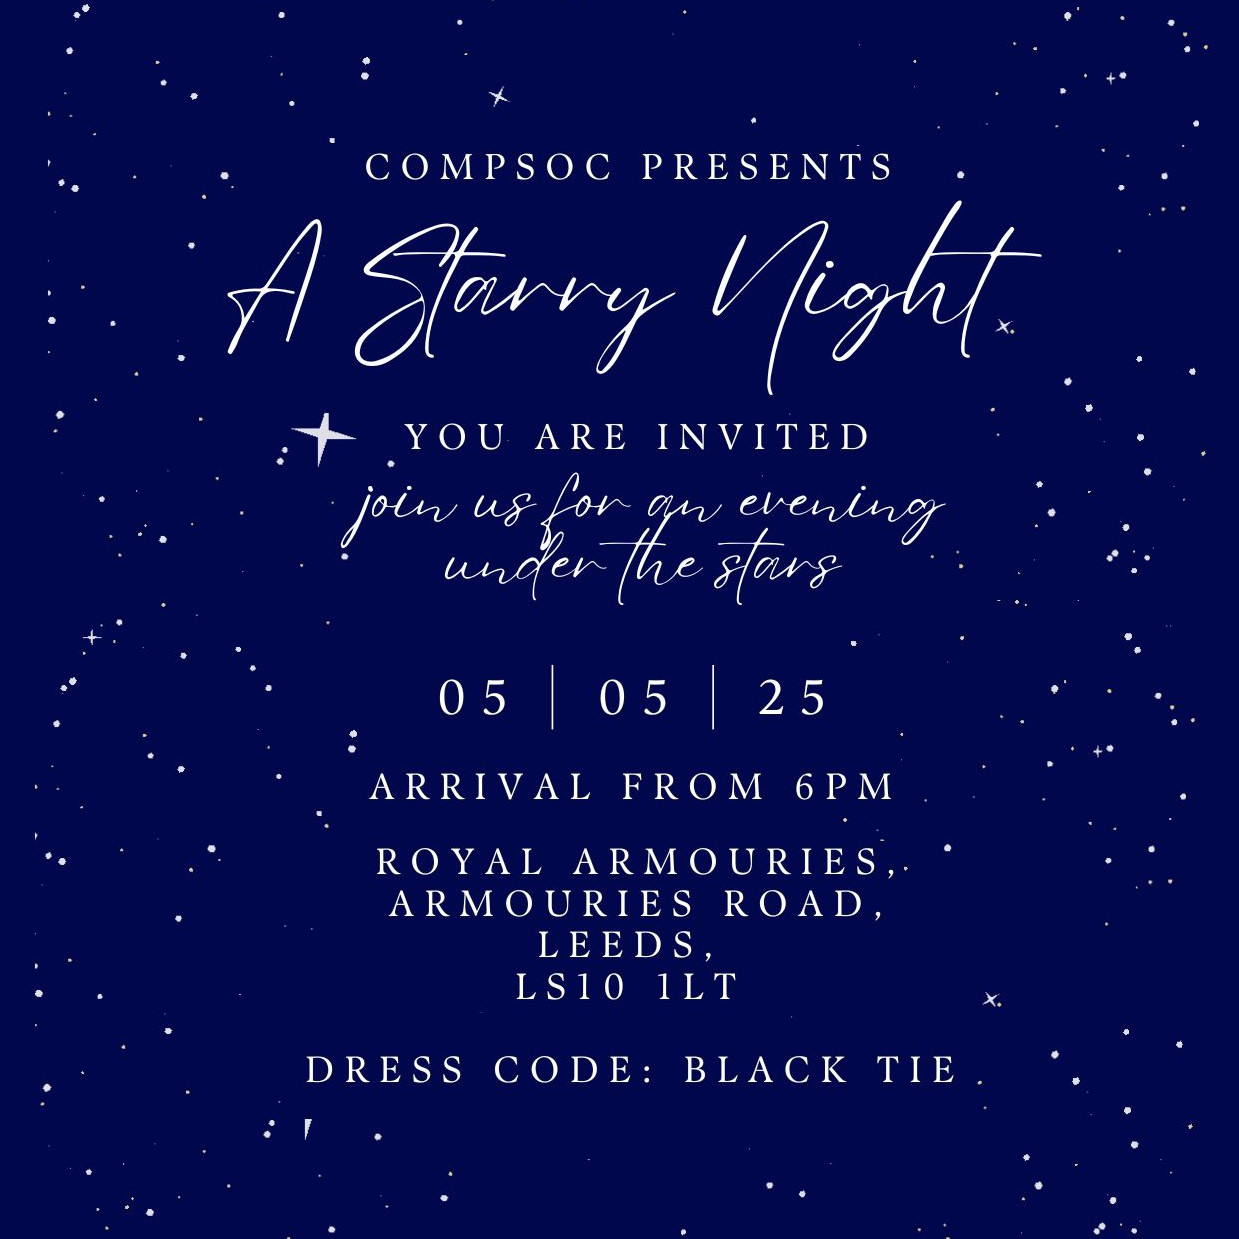 COMPSOC PRESENTS
A Starry Night
YOU ARE INVITED
join us for an evening
under the stars
05 | 05 | 25
ARRIVAL FROM 6PM
ROYAL ARMOURIES,
ARMOURIES ROAD,
LEEDS,
LS10 1LT
DRESS CODE: BLACK TIE